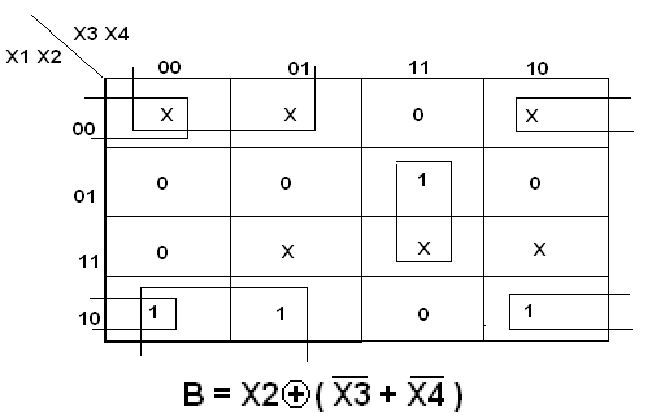 X3 X4
X1 X2
00 01 11 10
00 X X 0 X
01 0 0 1 0
11 0 X X X
10 1 1 0 1
B = X2⊕( X̅3̅ + X̅4̅ )